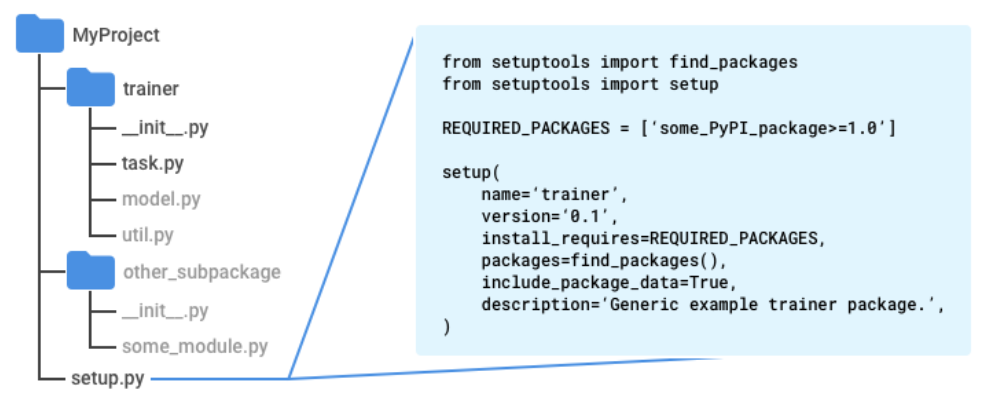 MyProject
trainer
__init__.py
task.py
model.py
util.py
other_subpackage
__init__.py
some_module.py
setup.py
from setuptools import find_packages
from setuptools import setup
REQUIRED_PACKAGES = [‘some_PyPI_package>=1.0’]
setup(
    name=‘trainer’,
    version=‘0.1’,
    install_requires=REQUIRED_PACKAGES,
    packages=find_packages(),
    include_package_data=True,
    description=‘Generic example trainer package.’,
)